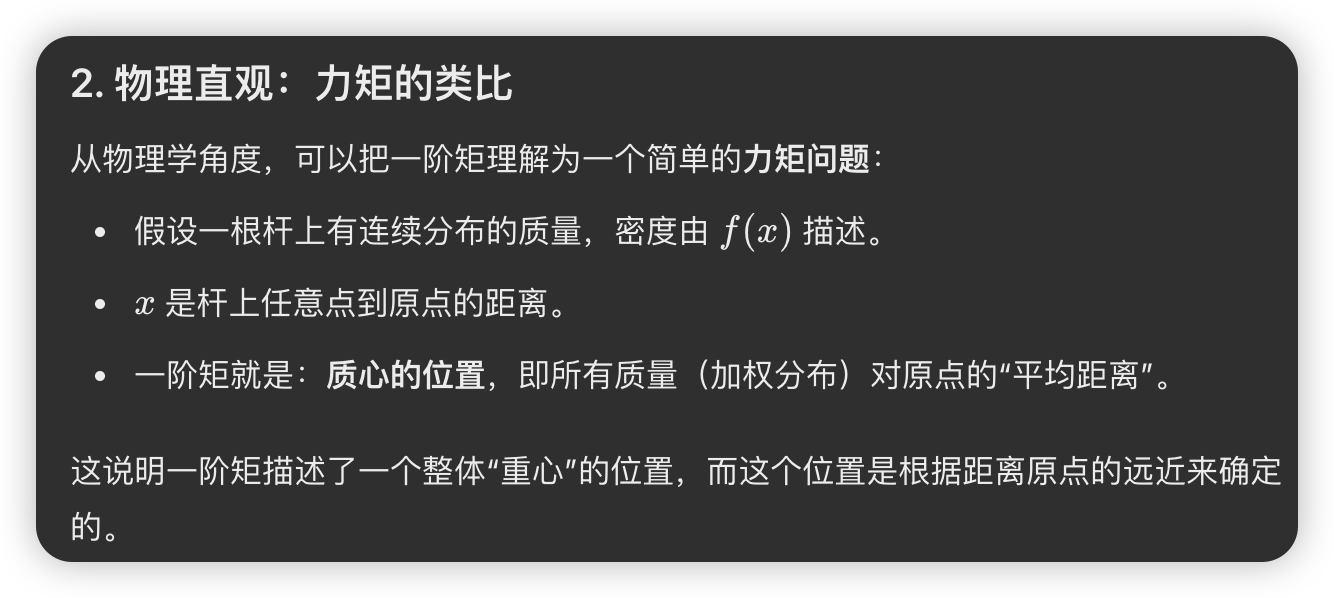 2. 物理直观：力矩的类比
从物理学角度，可以把一阶矩理解为一个简单的力矩问题：
• 假设一根杆上有连续分布的质量，密度由 f(x) 描述。
• x 是杆上任意点到原点的距离。
• 一阶矩就是：质心的位置，即所有质量（加权分布）对原点的“平均距离”。
这说明一阶矩描述了一个整体“重心”的位置，而这个位置是根据距离原点的远近来确定
的。